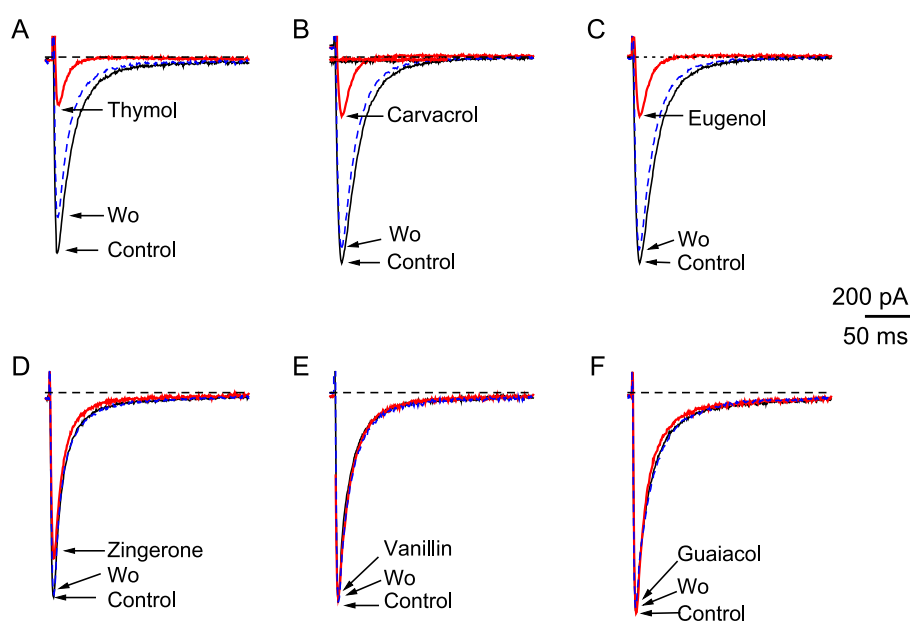 A
B
C
Thymol
Carvacrol
Eugenol
Wo
Control
Wo
Control
Wo
Control
200 pA
50 ms
D
E
F
Zingerone
Wo
Control
Vanillin
Wo
Control
Guaiacol
Wo
Control